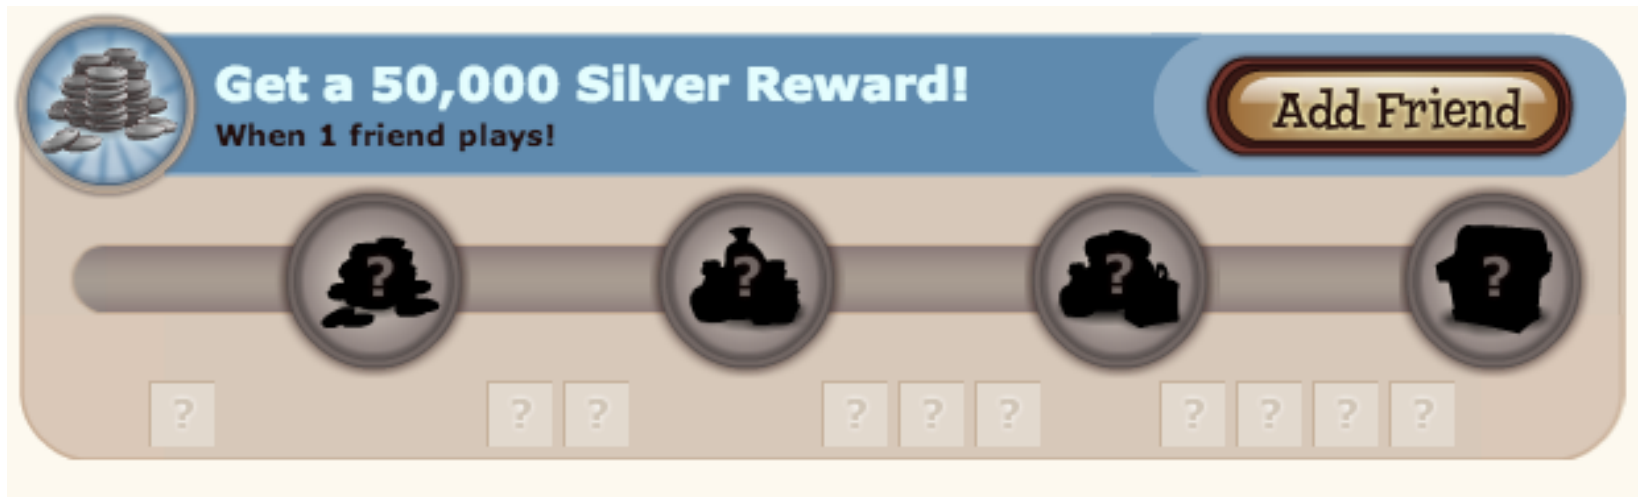 Get a 50,000 Silver Reward!
When 1 friend plays!
Add Friend
? ? ? ?
? ? ? ? ? ? ? ? ? ?